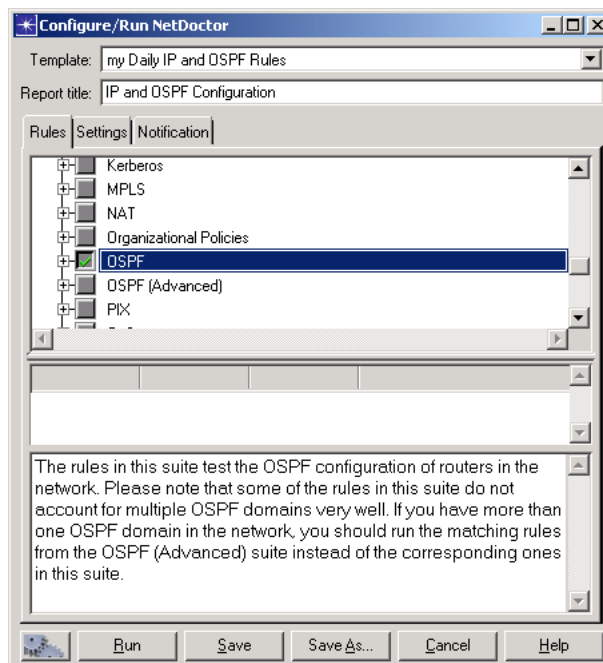 Configure/Run NetDoctor
Template: my Daily IP and OSPF Rules
Report title: IP and OSPF Configuration
Rules Settings Notification
Kerberos
MPLS
NAT
Organizational Policies
OSPF
OSPF (Advanced)
PIX
The rules in this suite test the OSPF configuration of routers in the
network. Please note that some of the rules in this suite do not
account for multiple OSPF domains very well. If you have more than
one OSPF domain in the network, you should run the matching rules
from the OSPF (Advanced) suite instead of the corresponding ones
in this suite.
Run Save Save As... Cancel Help